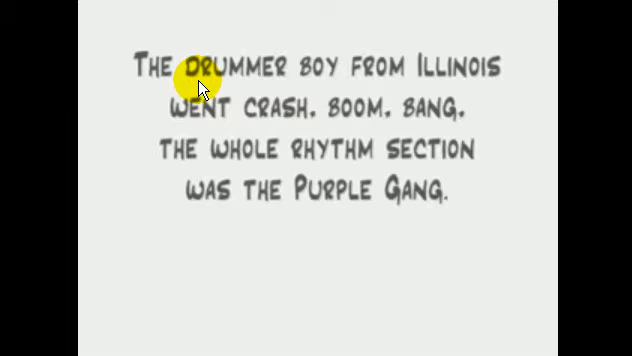 The drummer boy from Illinois
went crash, boom, bang,
the whole rhythm section
was the Purple Gang.